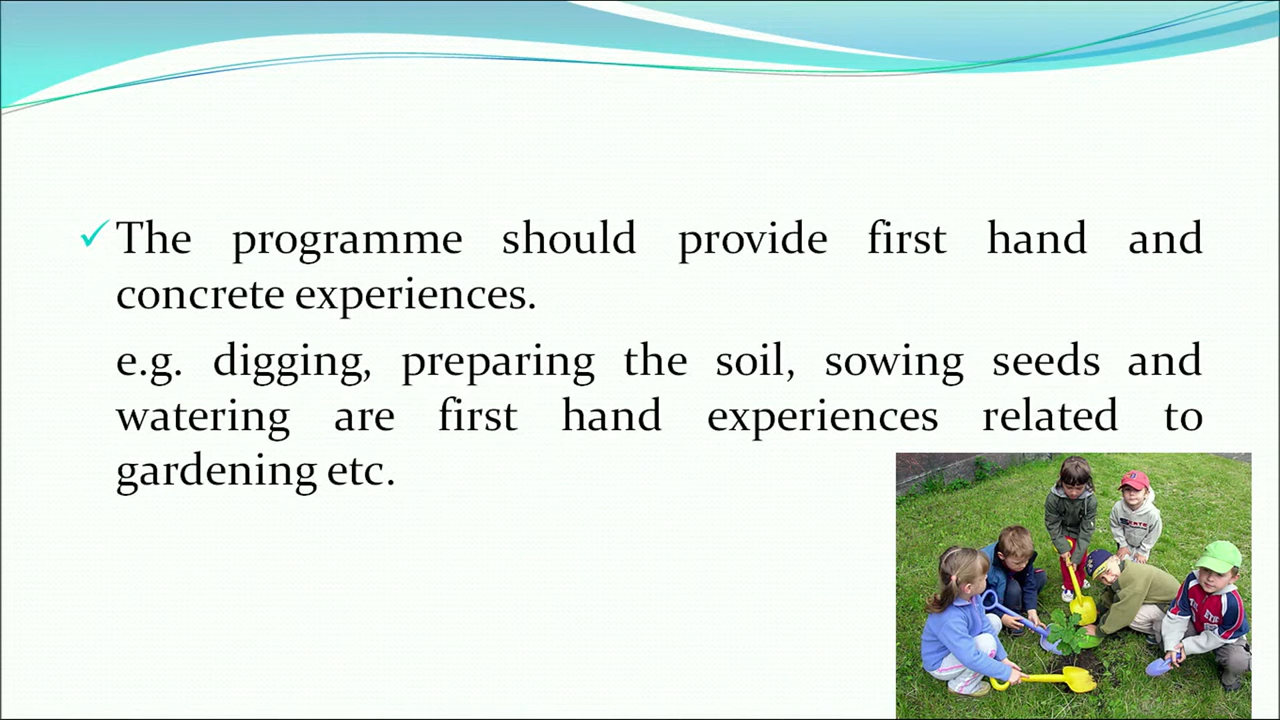 The programme should provide first hand and
concrete experiences.
e.g. digging, preparing the soil, sowing seeds and
watering are first hand experiences related to
gardening etc.